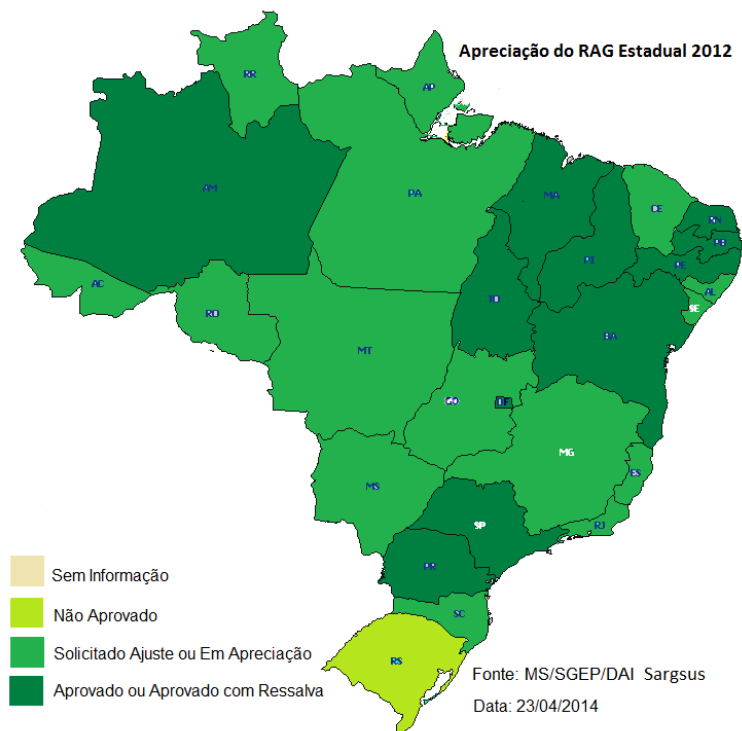 Apreciação do RAG Estadual 2012
RR
AP
AM
PA
MA
CE
RN
PB
PI
PE
AC
AL
TO
SE
RO
BA
MT
GO
DF
MG
MS
ES
SP
RJ
PR
SC
RS
Sem Informação
Não Aprovado
Solicitado Ajuste ou Em Apreciação
Aprovado ou Aprovado com Ressalva
Fonte: MS/SGEP/DAI Sargsus
Data: 23/04/2014